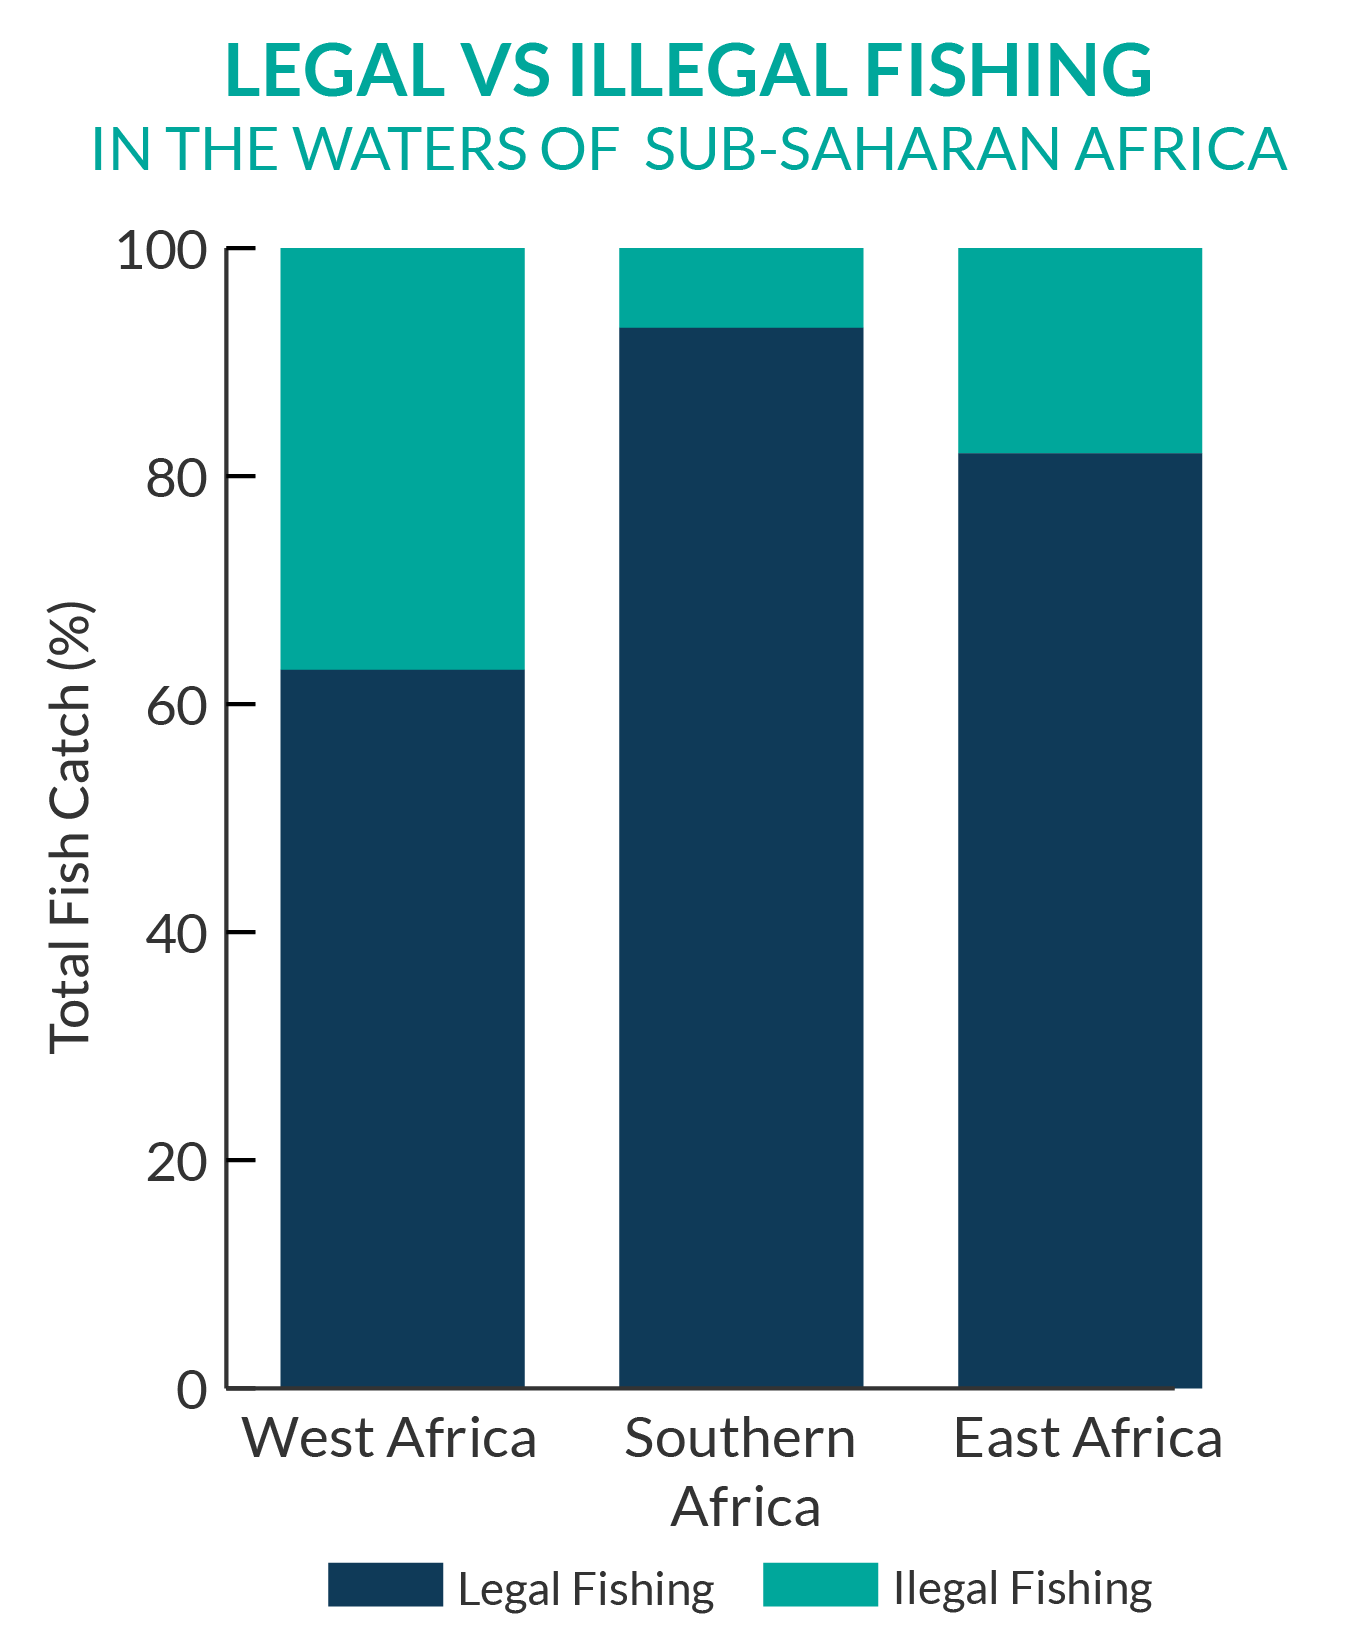 LEGAL VS ILLEGAL FISHING
IN THE WATERS OF SUB-SAHARAN AFRICA
100
80
60
40
20
0
Total Fish Catch (%)
West Africa
Southern
Africa
East Africa
Legal Fishing
Ilegal Fishing